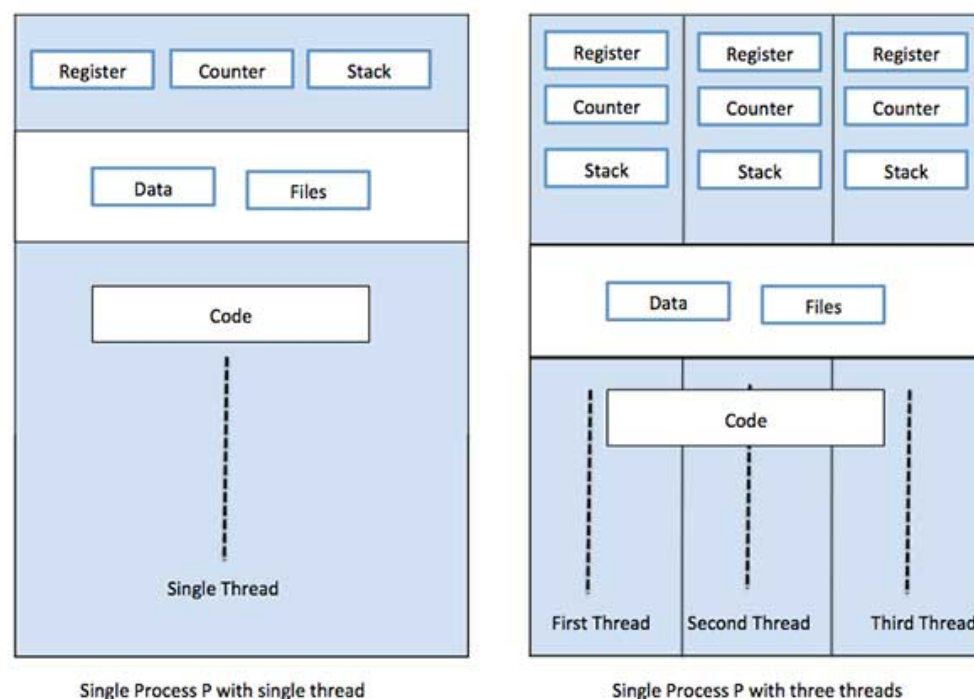 Register Counter Stack
Data Files
Code
Single Thread
Single Process P with single thread
Register Register Register
Counter Counter Counter
Stack Stack Stack
Data Files
Code
First Thread Second Thread Third Thread
Single Process P with three threads